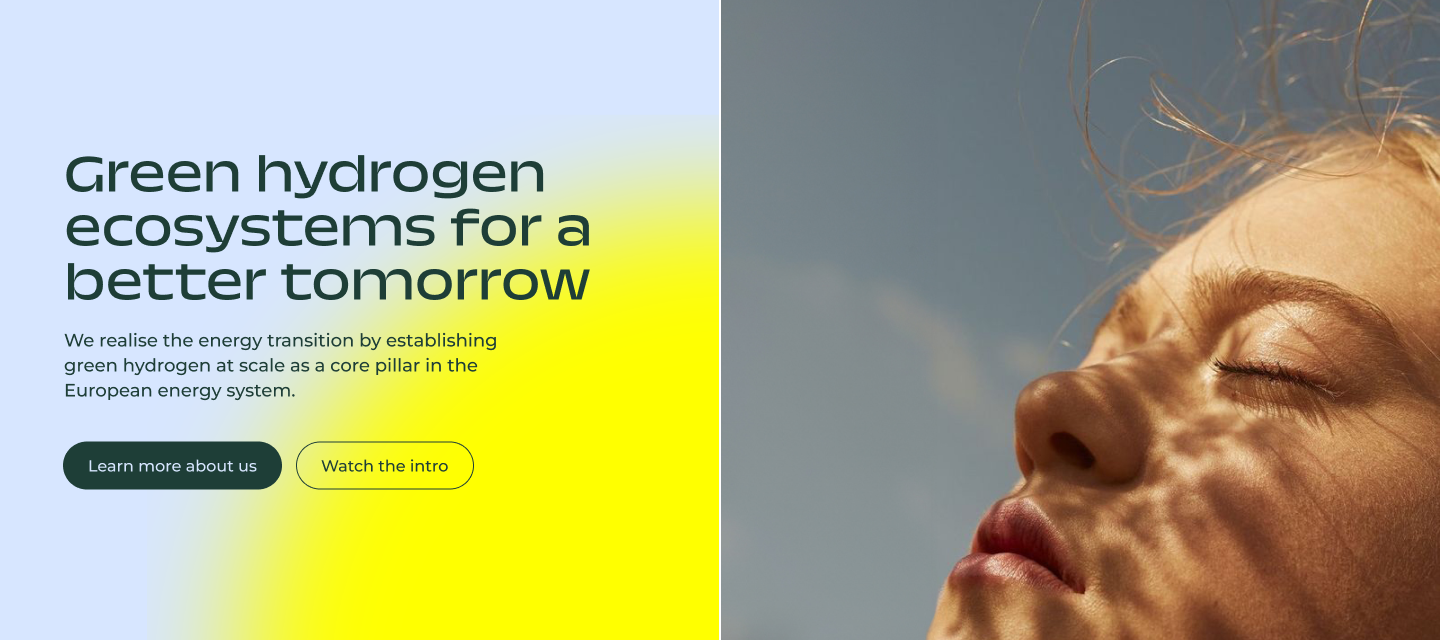 Green hydrogen
ecosystems for a
better tomorrow
We realise the energy transition by establishing
green hydrogen at scale as a core pillar in the
European energy system.
Learn more about us
Watch the intro